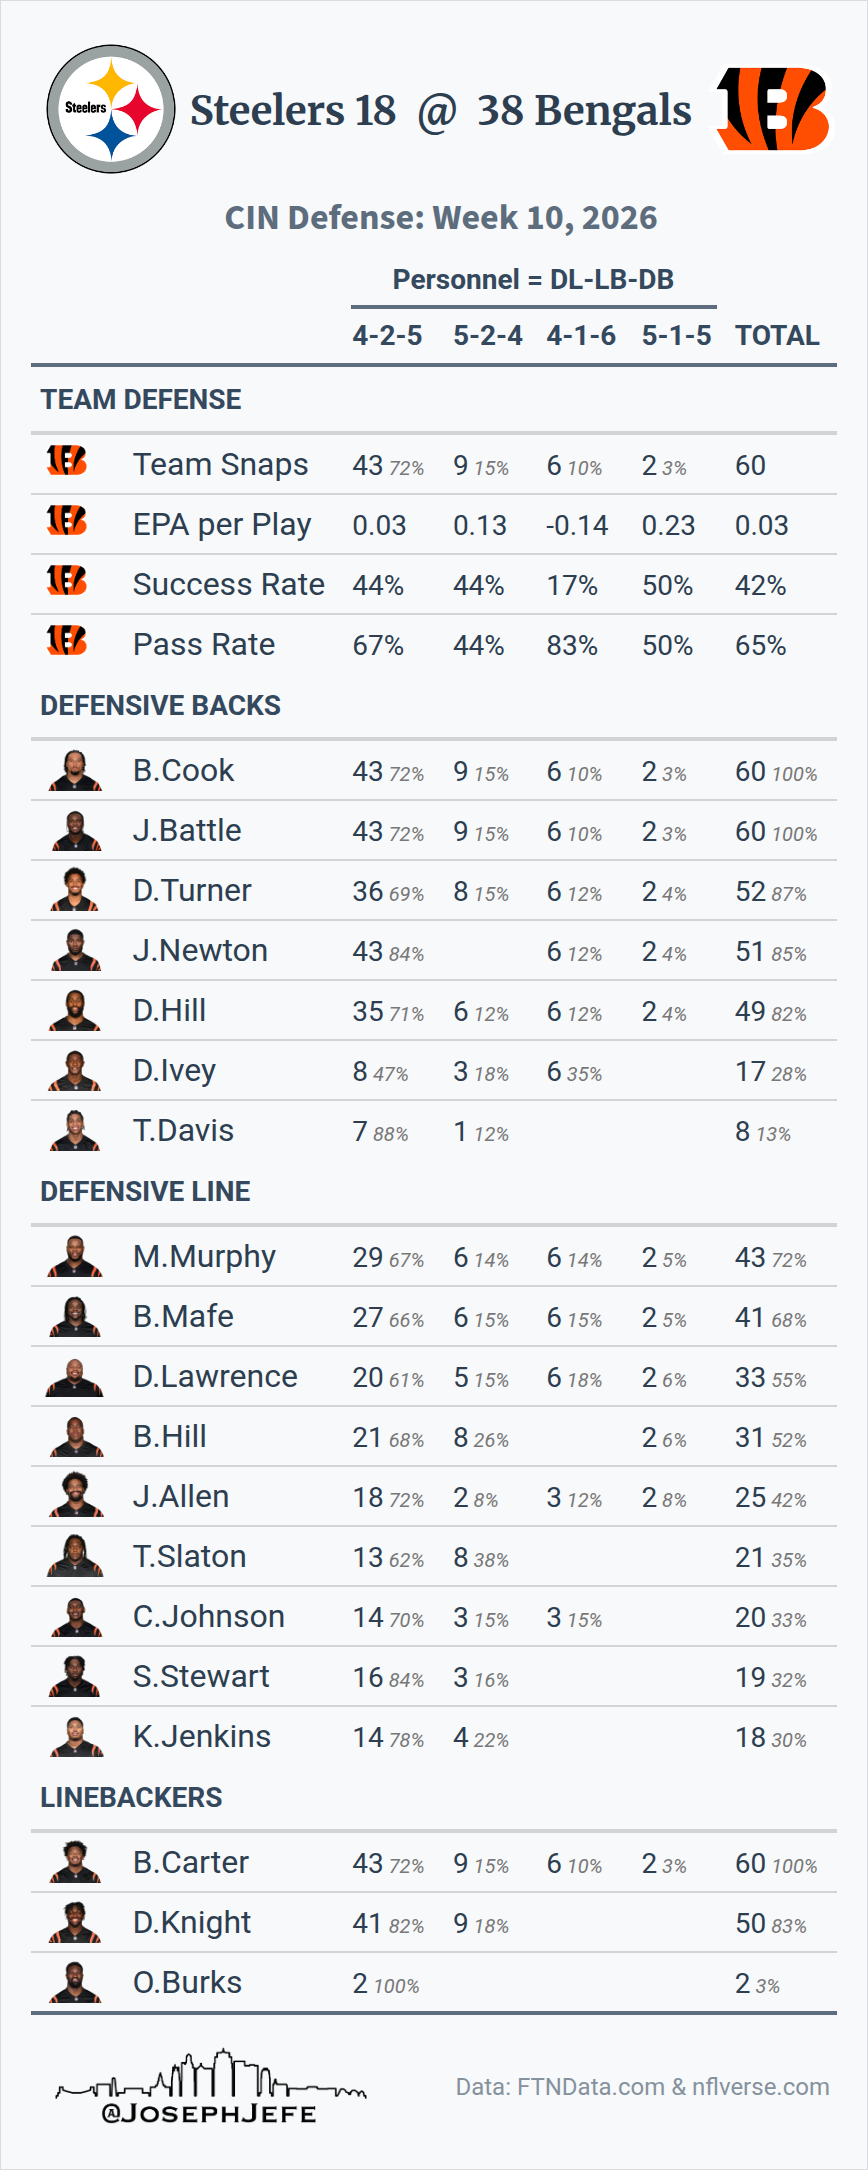 Steelers
Steelers 18 @ 38 Bengals
CIN Defense: Week 10, 2026
Personnel = DL-LB-DB
4-2-5 5-2-4 4-1-6 5-1-5 TOTAL
TEAM DEFENSE
Team Snaps 43 72% 9 15% 6 10% 2 3% 60
EPA per Play 0.03 0.13 -0.14 0.23 0.03
Success Rate 44% 44% 17% 50% 42%
Pass Rate 67% 44% 83% 50% 65%
DEFENSIVE BACKS
B.Cook 43 72% 9 15% 6 10% 2 3% 60 100%
J.Battle 43 72% 9 15% 6 10% 2 3% 60 100%
D.Turner 36 69% 8 15% 6 12% 2 4% 52 87%
J.Newton 43 84% 6 12% 2 4% 51 85%
D.Hill 35 71% 6 12% 6 12% 2 4% 49 82%
D.Ivey 8 47% 3 18% 6 35% 17 28%
T.Davis 7 88% 1 12% 8 13%
DEFENSIVE LINE
M.Murphy 29 67% 6 14% 6 14% 2 5% 43 72%
B.Mafe 27 66% 6 15% 6 15% 2 5% 41 68%
D.Lawrence 20 61% 5 15% 6 18% 2 6% 33 55%
B.Hill 21 68% 8 26% 2 6% 31 52%
J.Allen 18 72% 2 8% 3 12% 2 8% 25 42%
T.Slaton 13 62% 8 38% 21 35%
C.Johnson 14 70% 3 15% 3 15% 20 33%
S.Stewart 16 84% 3 16% 19 32%
K.Jenkins 14 78% 4 22% 18 30%
LINEBACKERS
B.Carter 43 72% 9 15% 6 10% 2 3% 60 100%
D.Knight 41 82% 9 18% 50 83%
O.Burks 2 100% 2 3%
@JOSEPHJEFE
Data: FTNData.com & nflverse.com